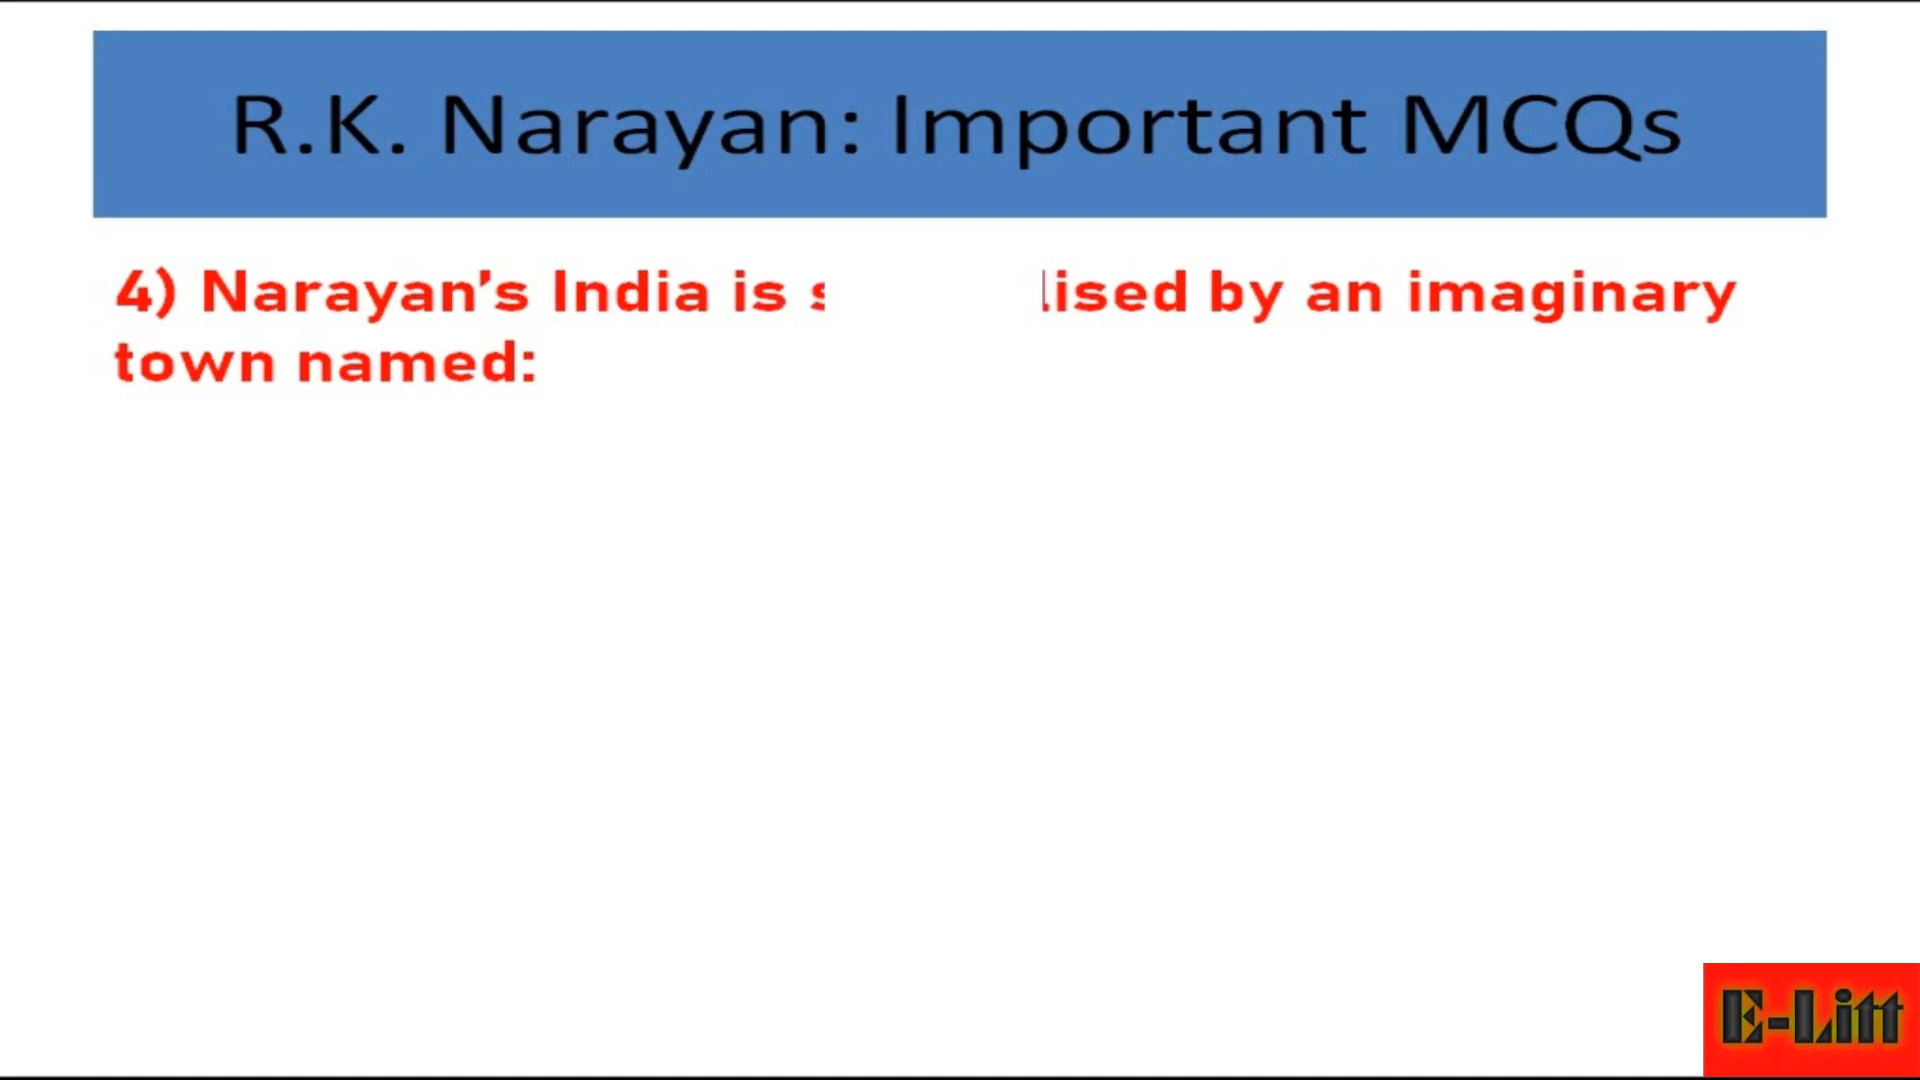 R.K. Narayan: Important MCQs
4) Narayan's India is by an imaginary
town named:
E-Litt